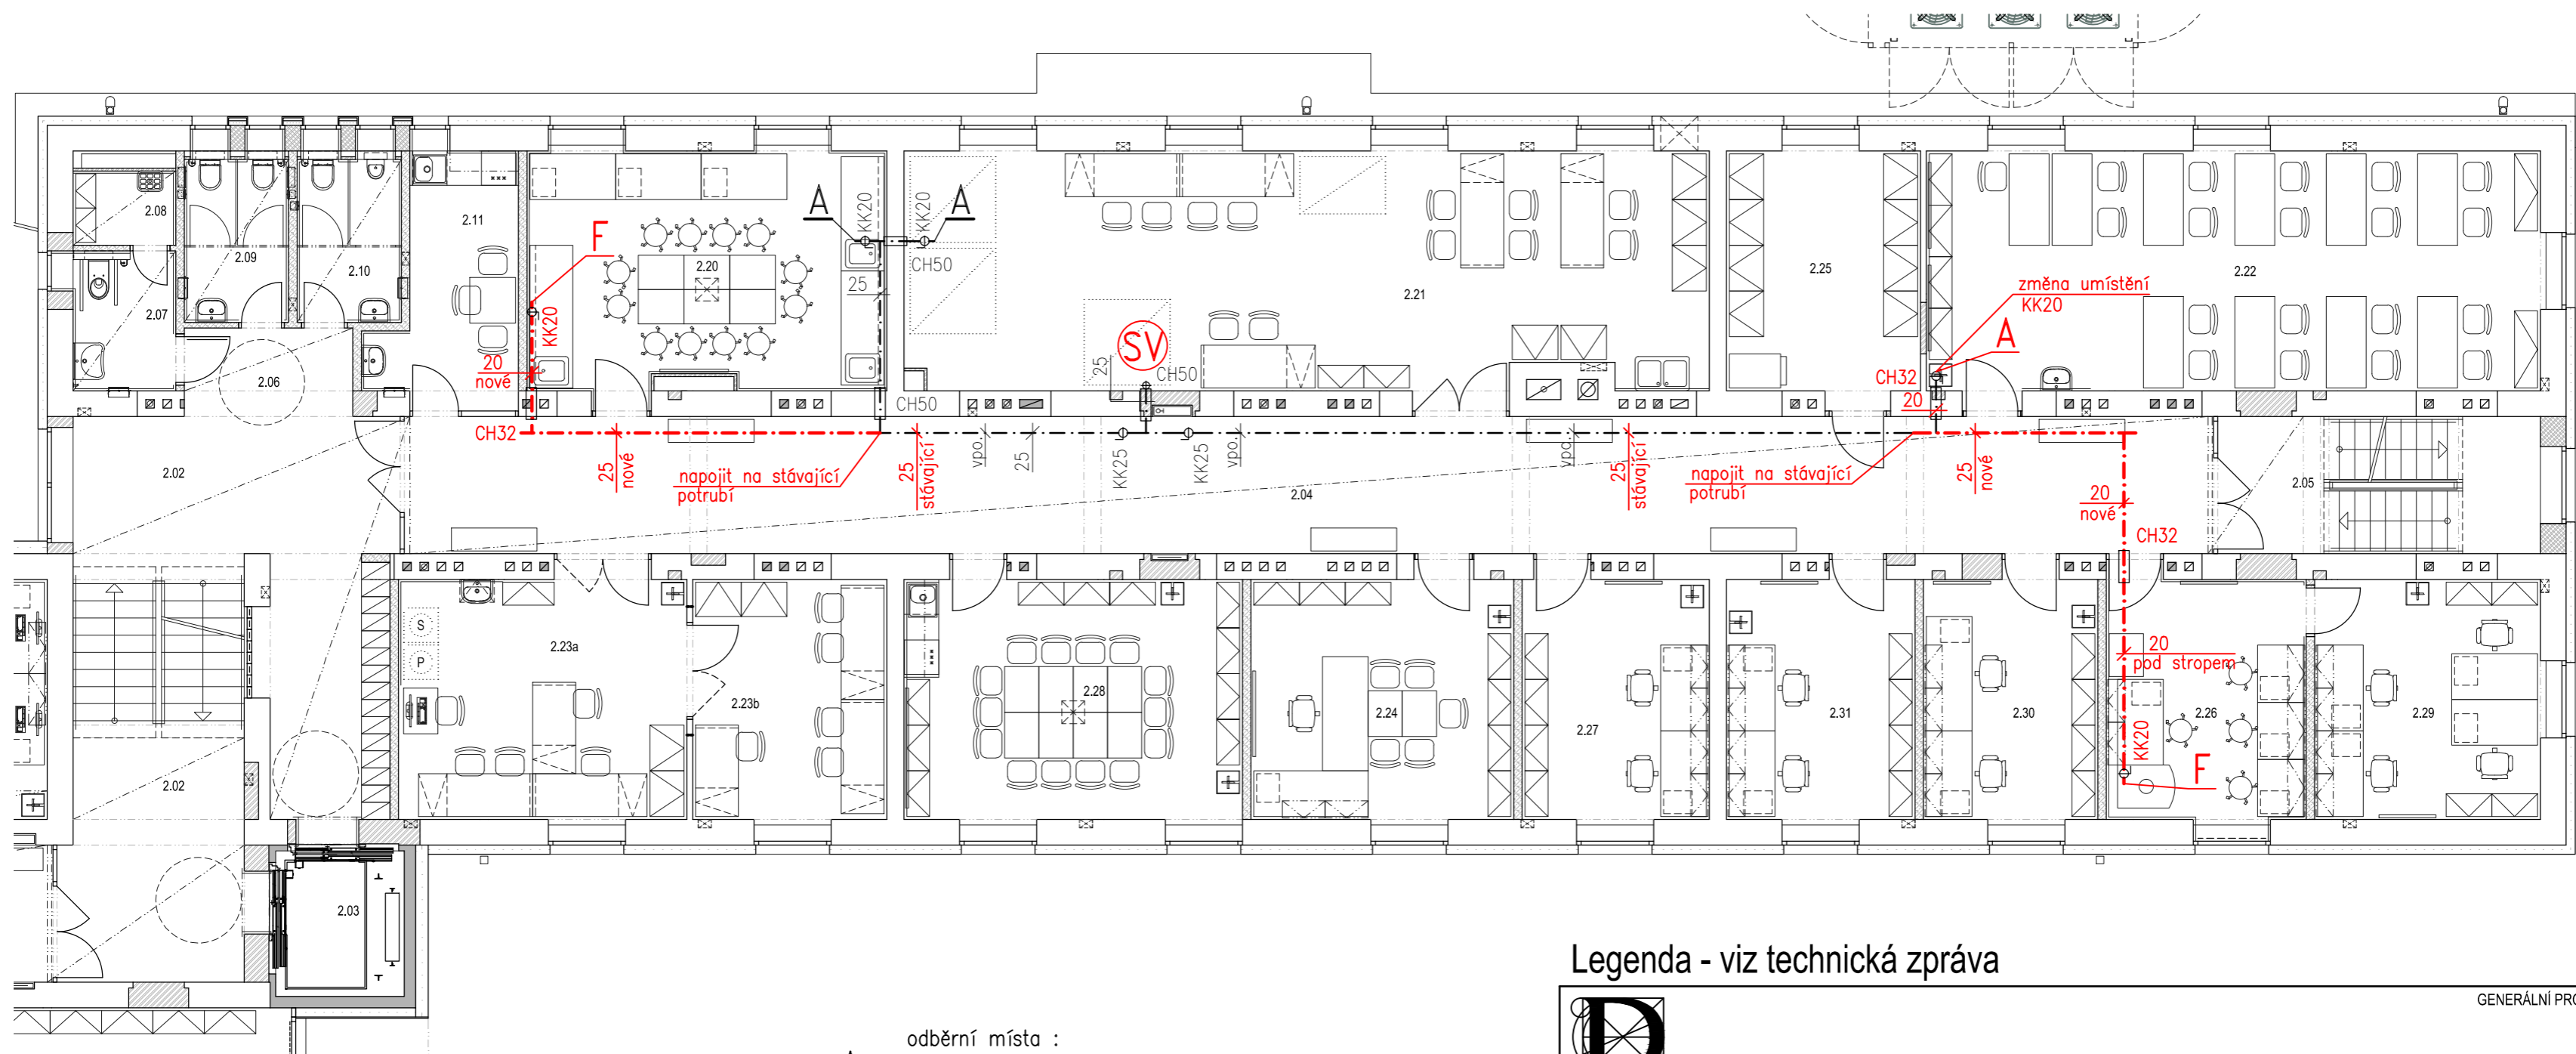 2.08
2.09
2.10
2.11
2.07
2.06
F
KK20
20
nové
2.20
A
KK20
KK20
A
CH50
25
2.21
SV
25
CH50
CH50
2.25
2.22
změna umístění
KK20
A
CH32
20
CH32
25
nové
napojit na stávající
potrubí
25
stávající
vpo.
25
KK25
KK25
vpo.
vpo.
25
stávající
napojit na stávající
potrubí
25
nové
20
nové
CH32
2.02
2.04
2.05
S
P
2.23a
2.23b
2.28
2.24
2.27
2.31
2.30
20
pod stropem
2.26
KK20
F
2.29
2.02
2.03
Legenda - viz technická zpráva
odběrní místa :
D